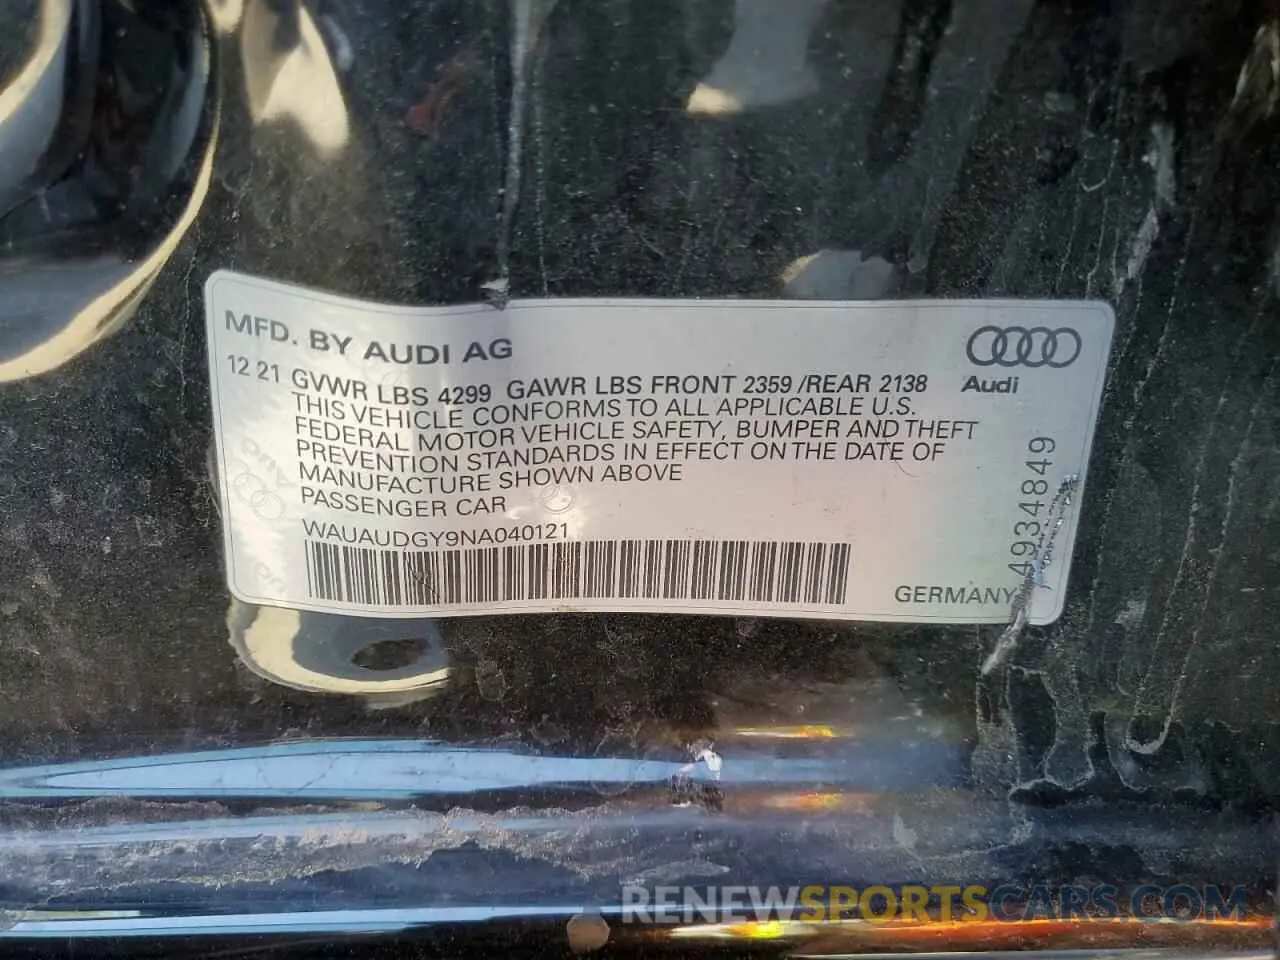 MFD. BY AUDI AG
12 21 GVWR LBS 4299 GAWR LBS FRONT 2359 /REAR 2138
THIS VEHICLE CONFORMS TO ALL APPLICABLE U.S.
FEDERAL MOTOR VEHICLE SAFETY, BUMPER AND THEFT
PREVENTION STANDARDS IN EFFECT ON THE DATE OF
MANUFACTURE SHOWN ABOVE
PASSENGER CAR
WAUAUDGY9NA040121
Audi
GERMANY
4934849
RENEWSPORTSCARS.COM